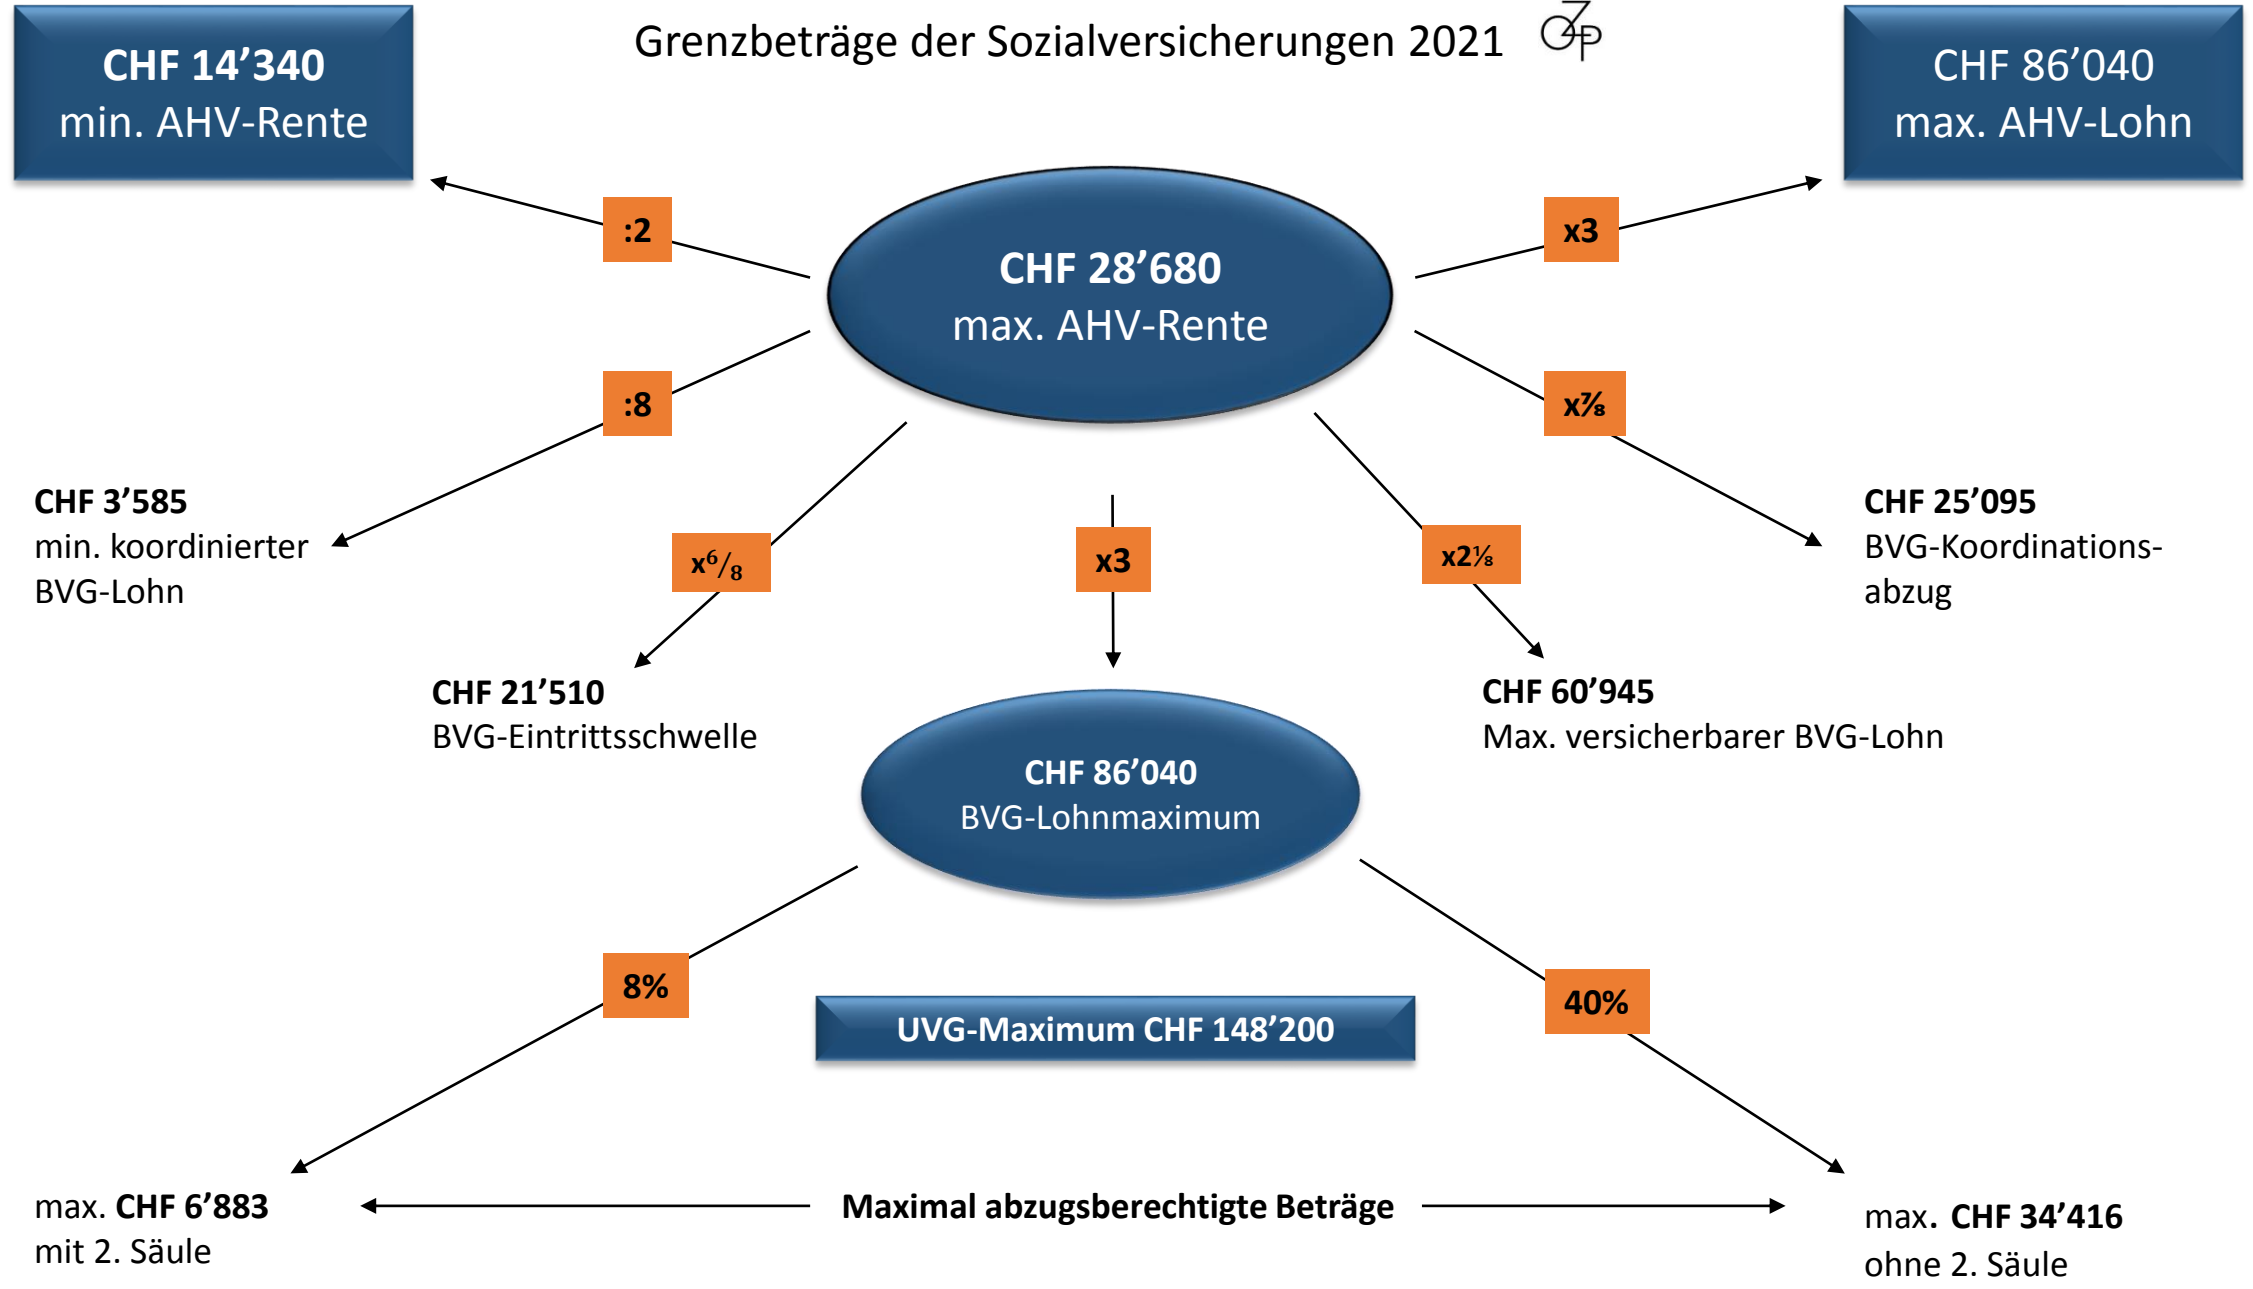 Grenzbeträge der Sozialversicherungen 2021
OZP
CHF 14’340
min. AHV-Rente
CHF 86’040
max. AHV-Lohn
:2
x3
CHF 28’680
max. AHV-Rente
:8
x⅞
CHF 3’585
min. koordinierter
BVG-Lohn
x⁶/₈
x3
x2⅛
CHF 25’095
BVG-Koordinations-
abzug
CHF 21’510
BVG-Eintrittsschwelle
CHF 60’945
Max. versicherbarer BVG-Lohn
CHF 86’040
BVG-Lohnmaximum
8%
40%
UVG-Maximum CHF 148’200
max. CHF 6’883
mit 2. Säule
Maximal abzugsberechtigte Beträge
max. CHF 34’416
ohne 2. Säule